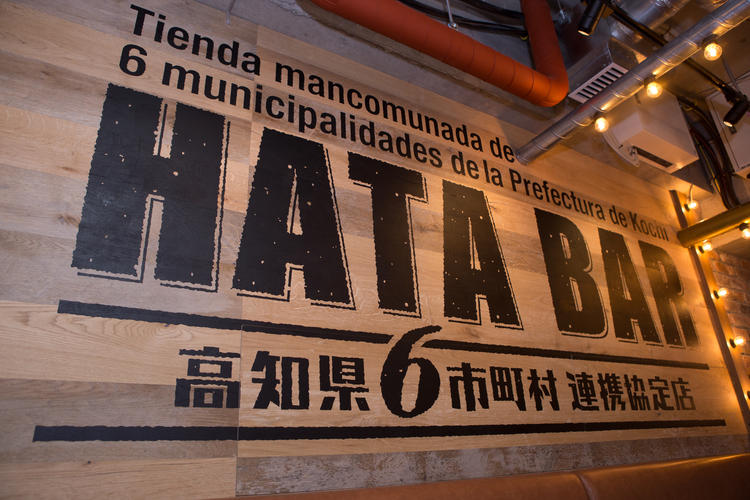 Tienda mancomunada de
6 municipalidades de la Prefectura de Kochi
HATA BAR
高知県6市町村 連携協定店